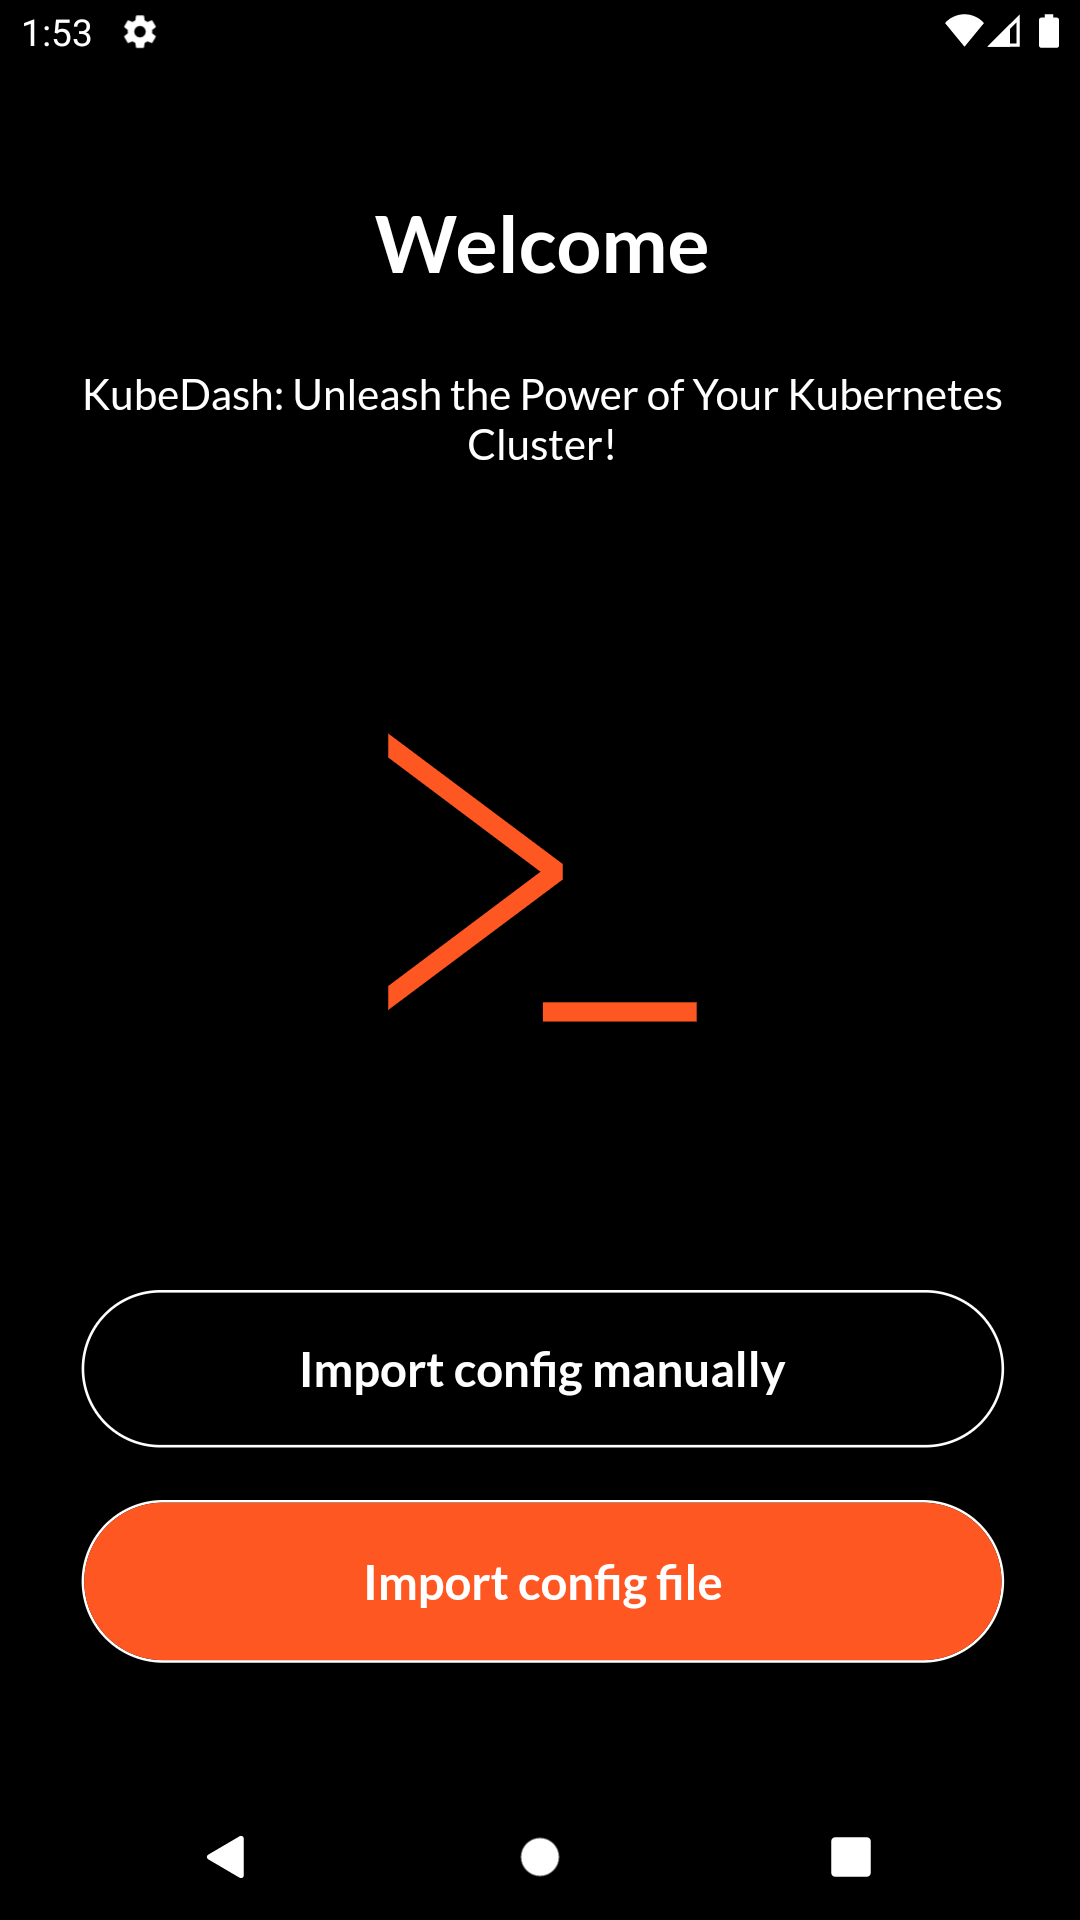 1:53
Welcome
KubeDash: Unleash the Power of Your Kubernetes
Cluster!
Import config manually
Import config file